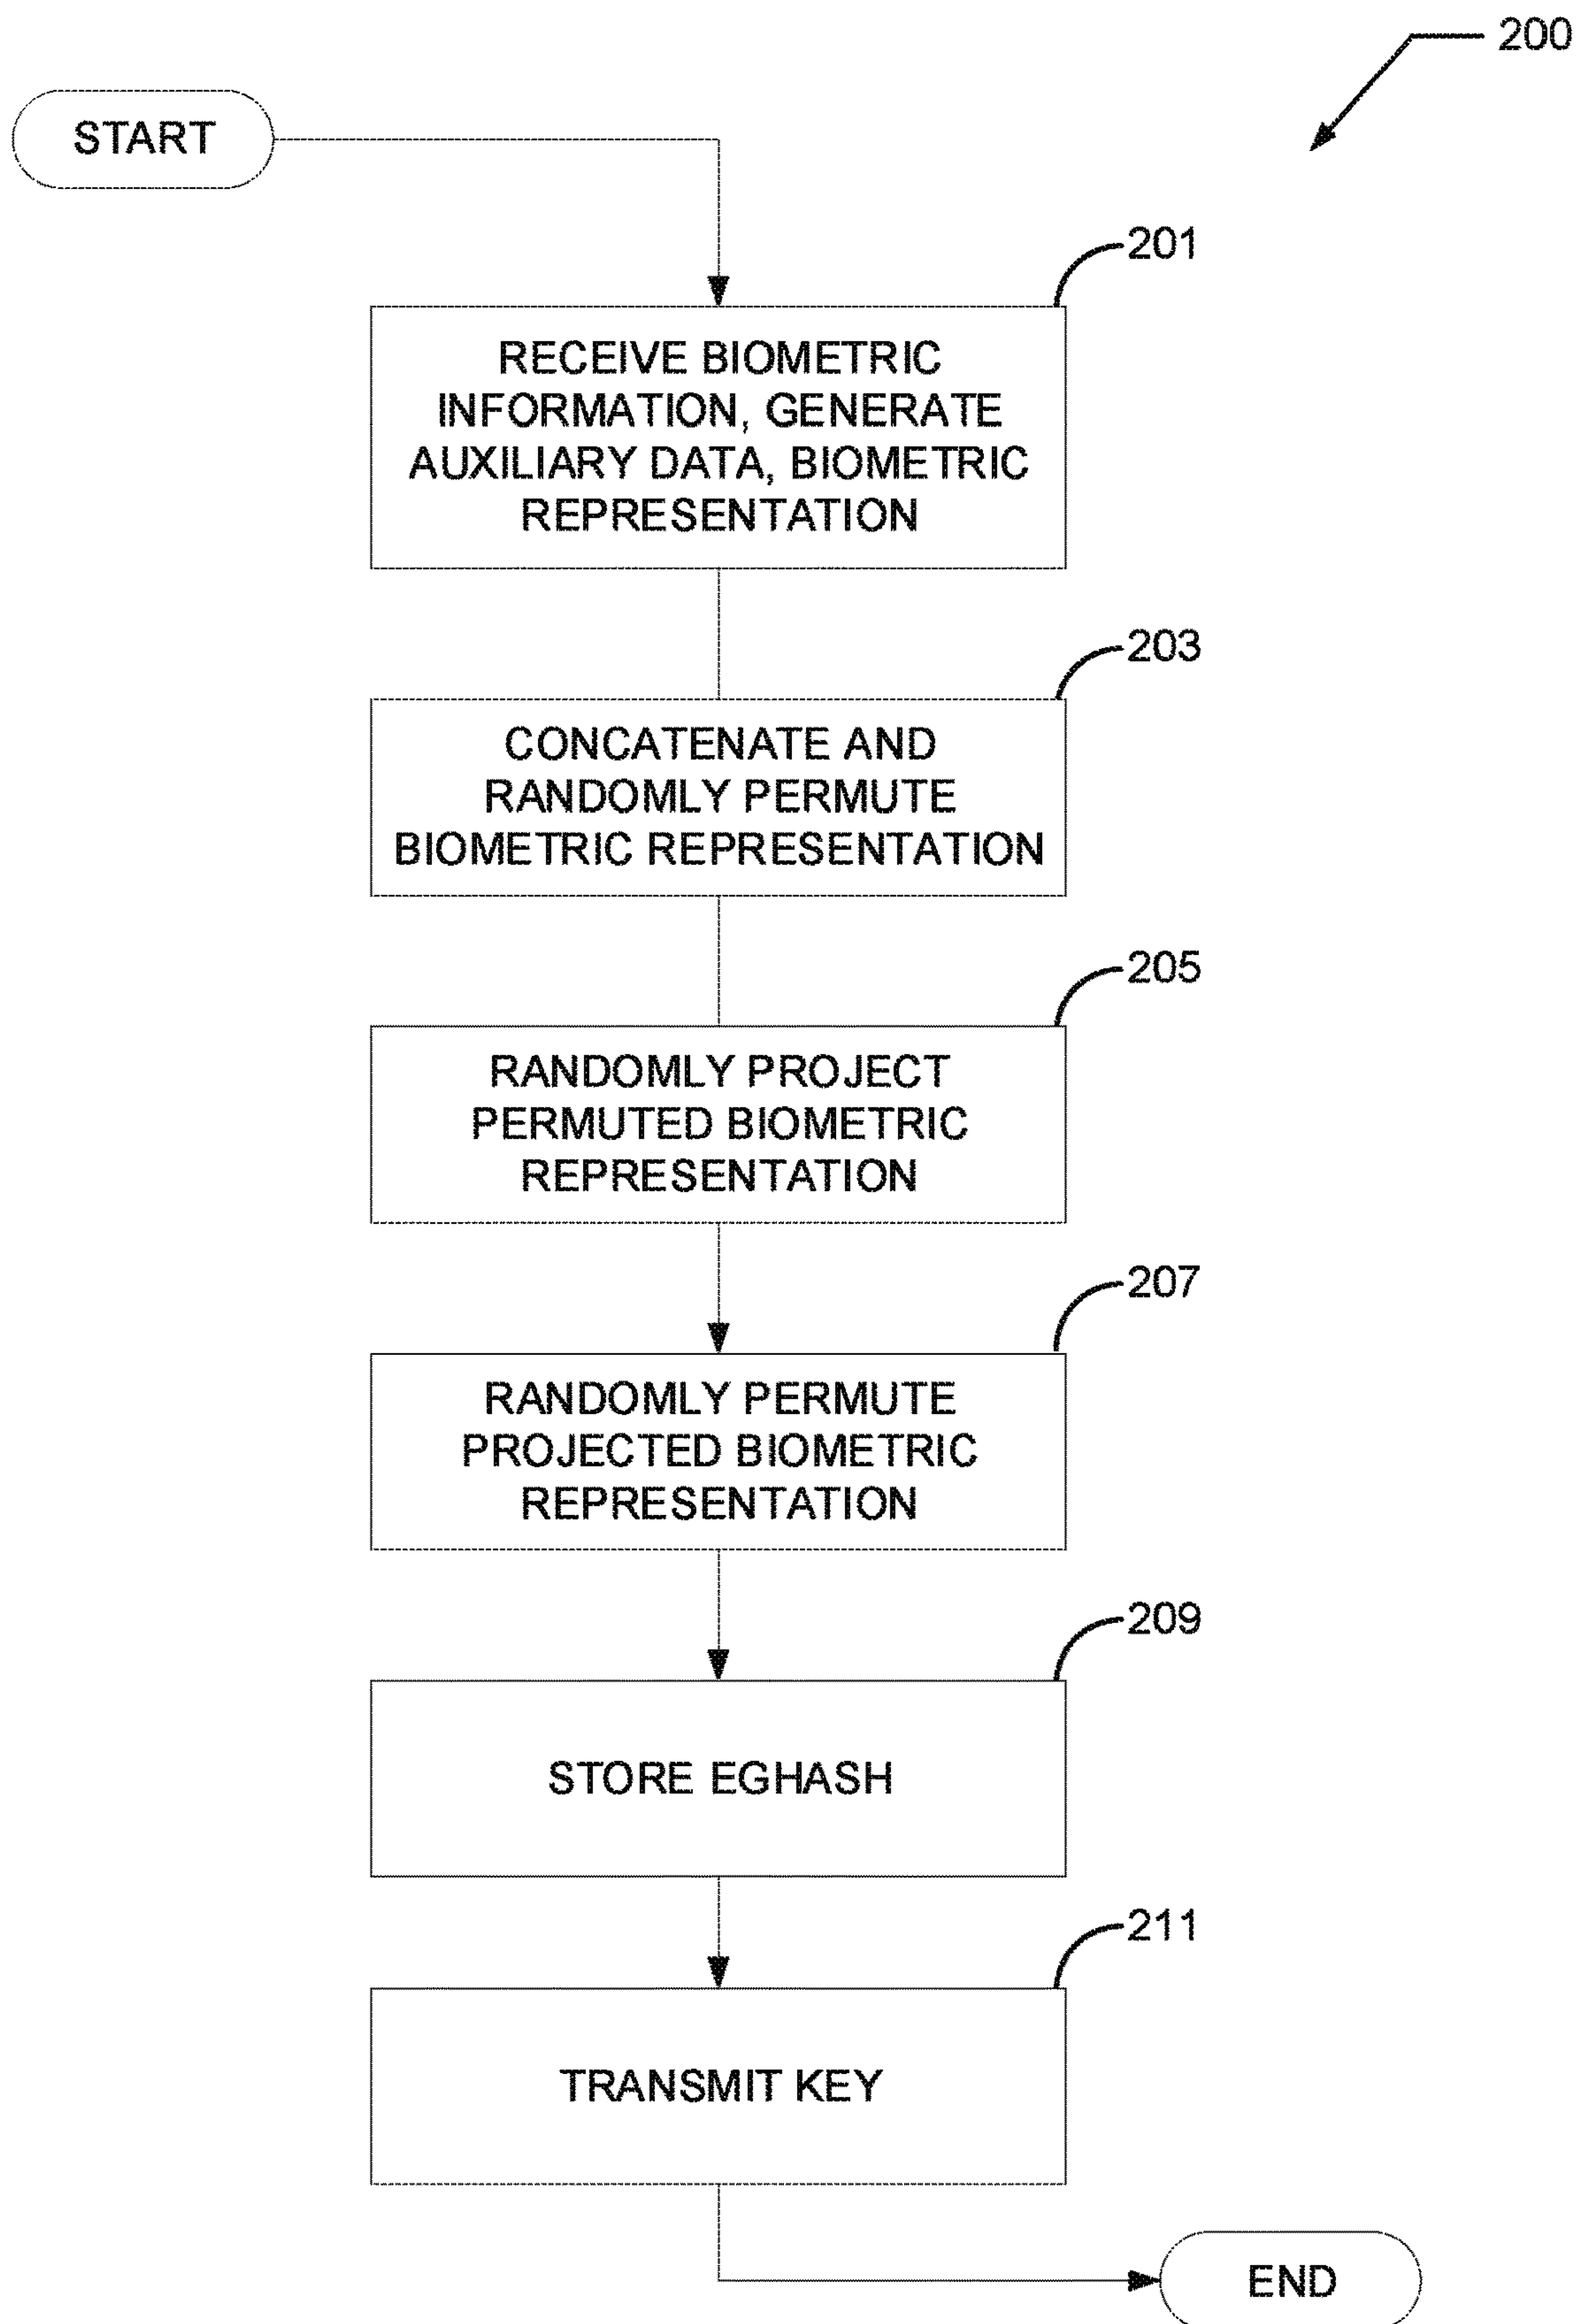 200
START
201
RECEIVE BIOMETRIC
INFORMATION, GENERATE
AUXILIARY DATA, BIOMETRIC
REPRESENTATION
203
CONCATENATE AND
RANDOMLY PERMUTE
BIOMETRIC REPRESENTATION
205
RANDOMLY PROJECT
PERMUTED BIOMETRIC
REPRESENTATION
207
RANDOMLY PERMUTE
PROJECTED BIOMETRIC
REPRESENTATION
209
STORE EGHASH
211
TRANSMIT KEY
END